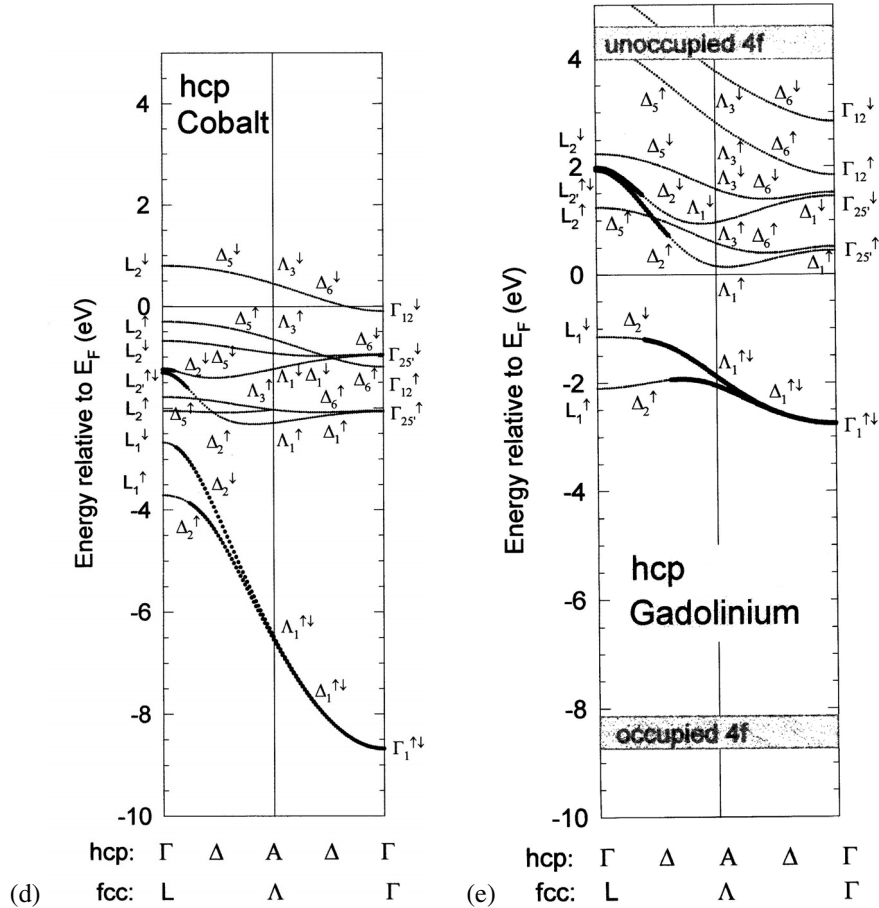 hcp
Cobalt
Energy relative to E_F (eV)
4
2
0
-2
-4
-6
-8
-10
L₂↓
L₂↑
L₂↓
L₂'↑↓
L₂↑
L₁↓
L₁↑
Δ₅↓
Λ₃↓
Δ₆↓
Γ₁₂↓
Δ₅↑
Λ₃↑
Δ₆↓
Γ₂₅'↓
Δ₂↓
Δ₅↓
Λ₁↓
Δ₁↓
Δ₆↑
Γ₁₂↑
Λ₃↑
Δ₆↑
Γ₂₅'↑
Δ₅↑
Δ₂↑
Λ₁↑
Δ₁↑
Δ₂↓
Δ₂↑
Λ₁↑↓
Δ₁↑↓
Γ₁↑↓
hcp: Γ Δ A Δ Γ
(d) fcc: L Λ Γ
unoccupied 4f
Energy relative to E_F (eV)
4
2
0
-2
-4
-6
-8
-10
L₂↓
L₂'↑↓
L₂↑
L₁↓
L₁↑
Δ₅↑
Λ₃↓
Δ₆↓
Γ₁₂↓
Δ₅↓
Λ₃↑
Δ₆↑
Γ₁₂↑
Λ₃↓
Δ₆↓
Δ₂↓
Λ₁↓
Δ₁↓
Γ₂₅'↓
Δ₅↑
Λ₃↑
Δ₆↑
Δ₂↑
Δ₁↑
Γ₂₅'↑
Λ₁↑
Δ₂↓
Λ₁↑↓
Δ₂↑
Δ₁↑↓
Γ₁↑↓
hcp
Gadolinium
occupied 4f
hcp: Γ Δ A Δ Γ
(e) fcc: L Λ Γ